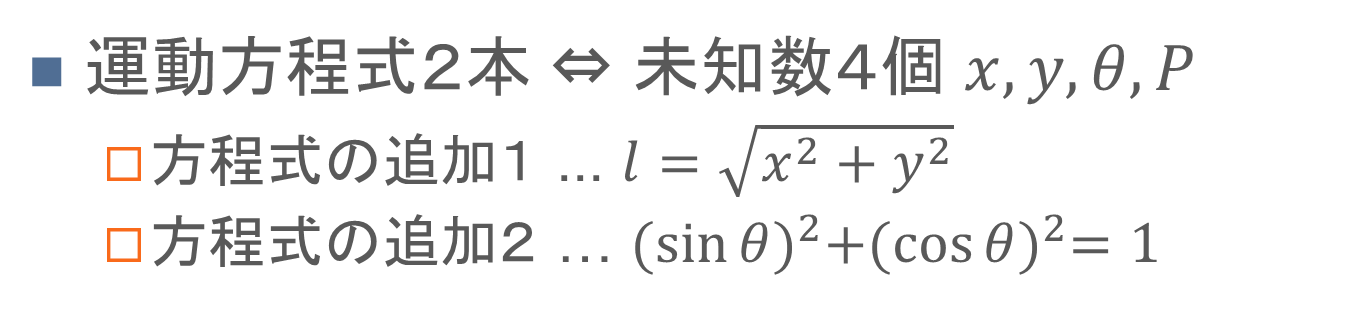 ■ 運動方程式2本 ⇔ 未知数4個 x, y, θ, P
□方程式の追加1 … l = √(x² + y²)
□方程式の追加2 … (sin θ)²+(cos θ)²= 1